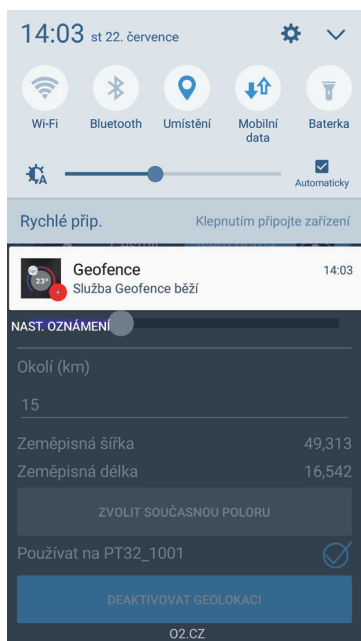 14:03 st 22. července
Wi-Fi Bluetooth Umístění Mobilní data Baterka
A
Automaticky
Rychlé přip. Klepnutím připojte zařízení
Geofence 14:03
23°
Služba Geofence běží
NAST. OZNÁMENÍ
Okolí (km)
15
Zeměpisná šířka 49,313
Zeměpisná délka 16,542
ZVOLIT SOUČASNOU POLORU
Používat na PT32_1001
DEAKTIVOVAT GEOLOKACI
O2.CZ